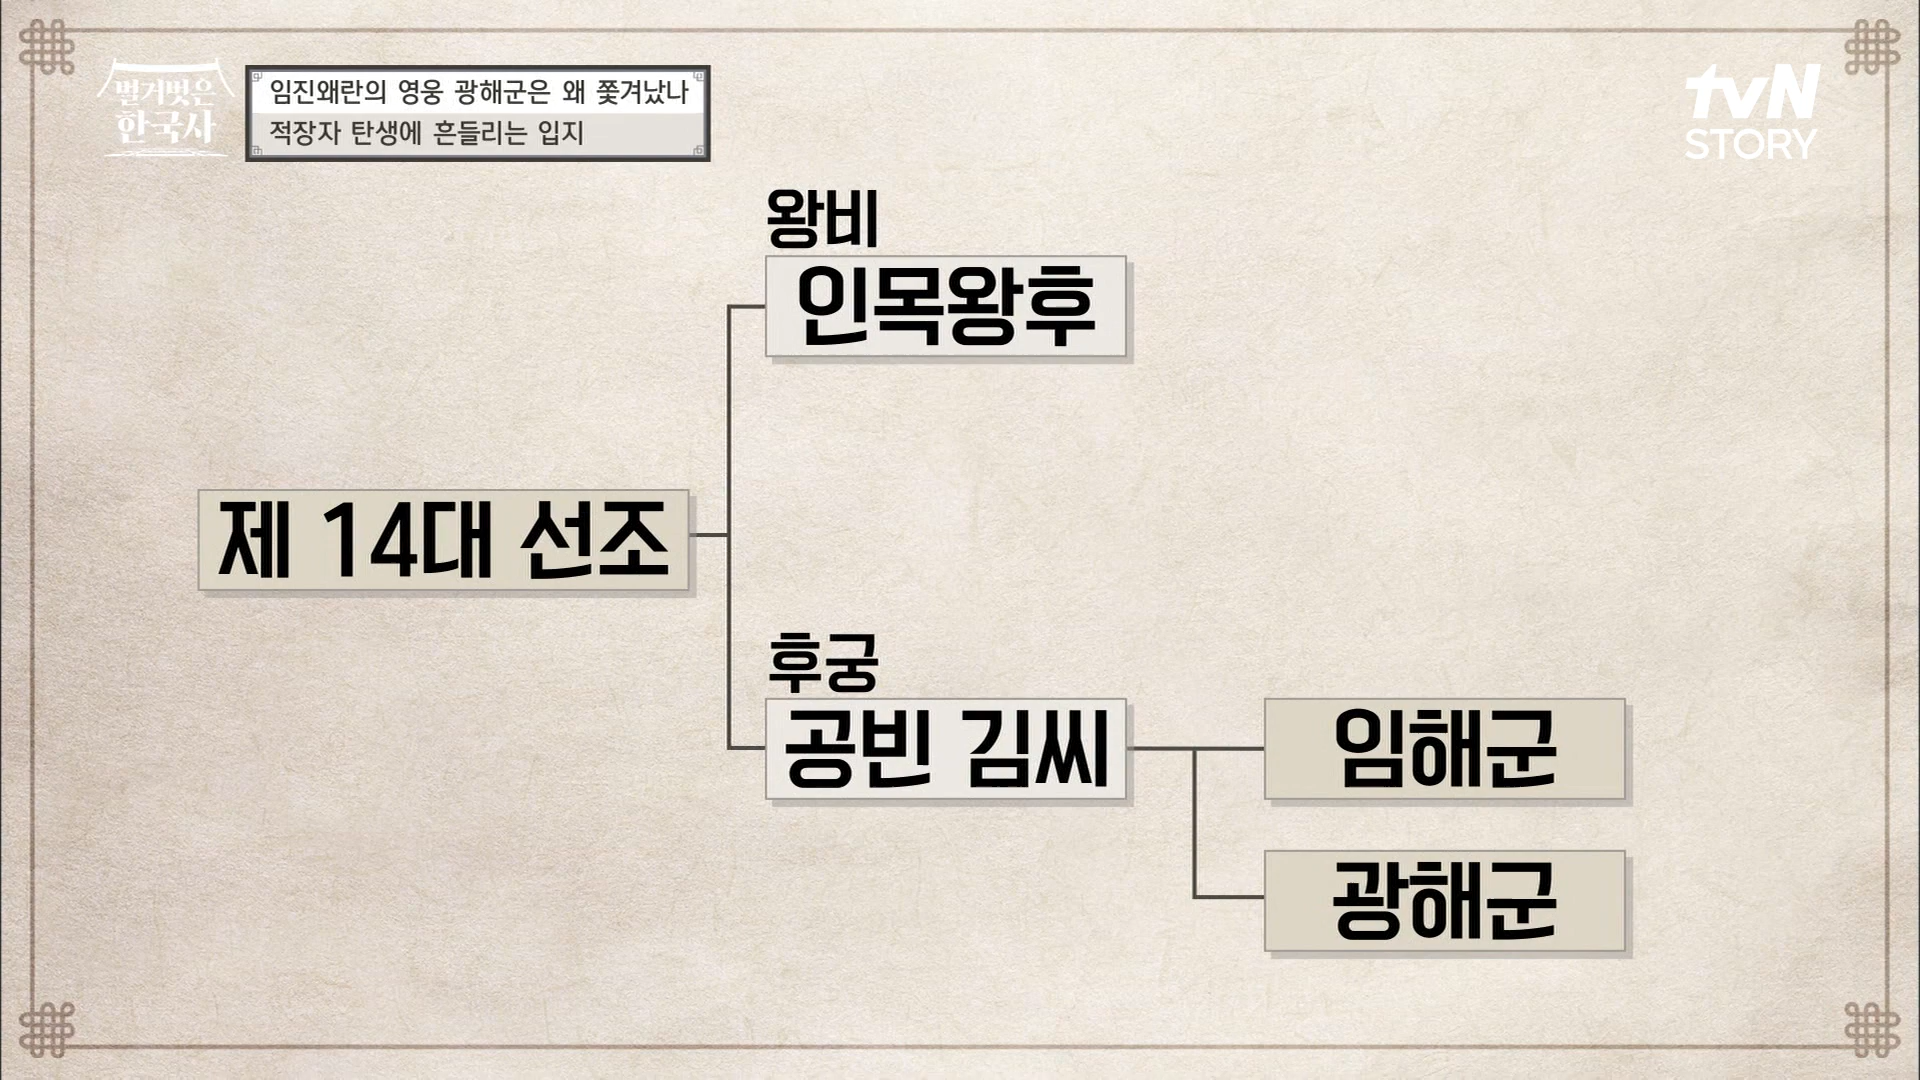 벌거벗은
한국사
임진왜란의 영웅 광해군은 왜 쫓겨났나
적장자 탄생에 흔들리는 입지
tvN
STORY
왕비
인목왕후
제 14대 선조
후궁
공빈 김씨
임해군
광해군